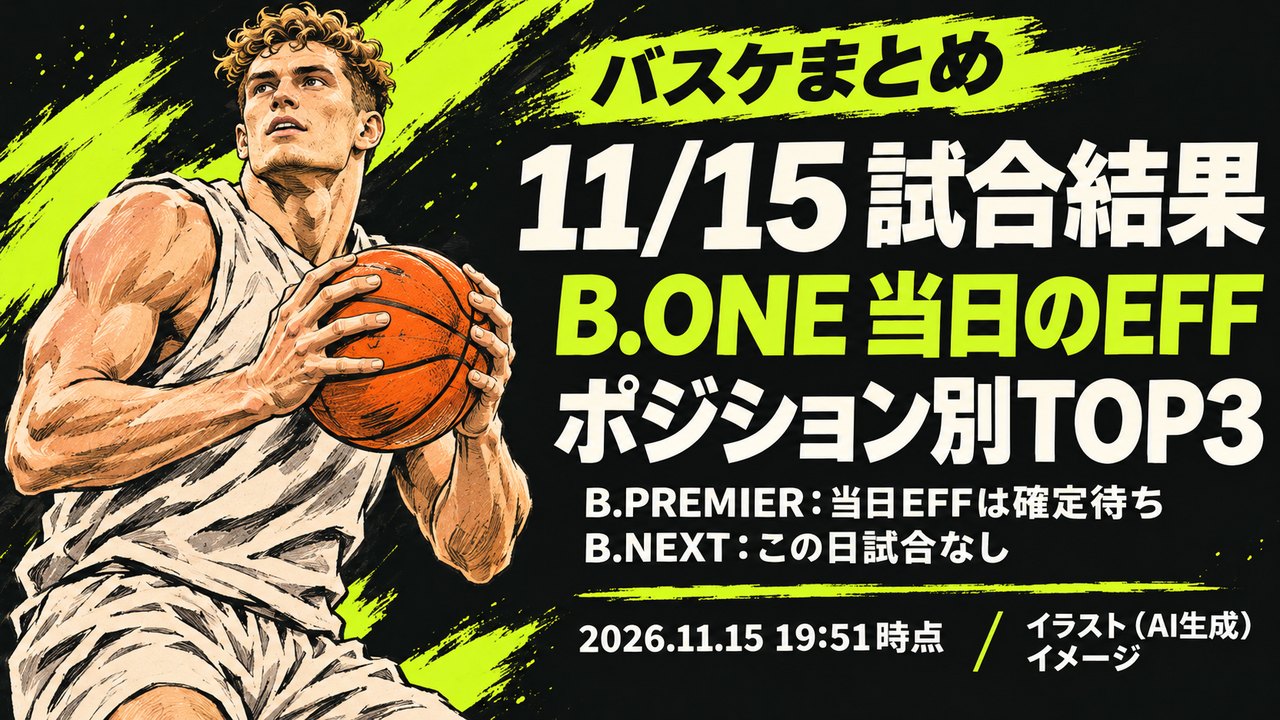 バスケまとめ
11/15 試合結果
B.ONE 当日のEFF
ポジション別TOP3
B.PREMIER：当日EFFは確定待ち
B.NEXT：この日試合なし
2026.11.15 19:51時点
イラスト（AI生成）
イメージ